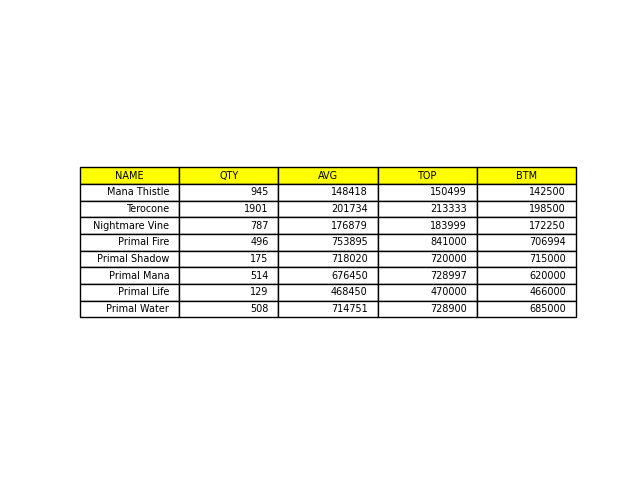 NAME QTY AVG TOP BTM
Mana Thistle 945 148418 150499 142500
Terocone 1901 201734 213333 198500
Nightmare Vine 787 176879 183999 172250
Primal Fire 496 753895 841000 706994
Primal Shadow 175 718020 720000 715000
Primal Mana 514 676450 728997 620000
Primal Life 129 468450 470000 466000
Primal Water 508 714751 728900 685000